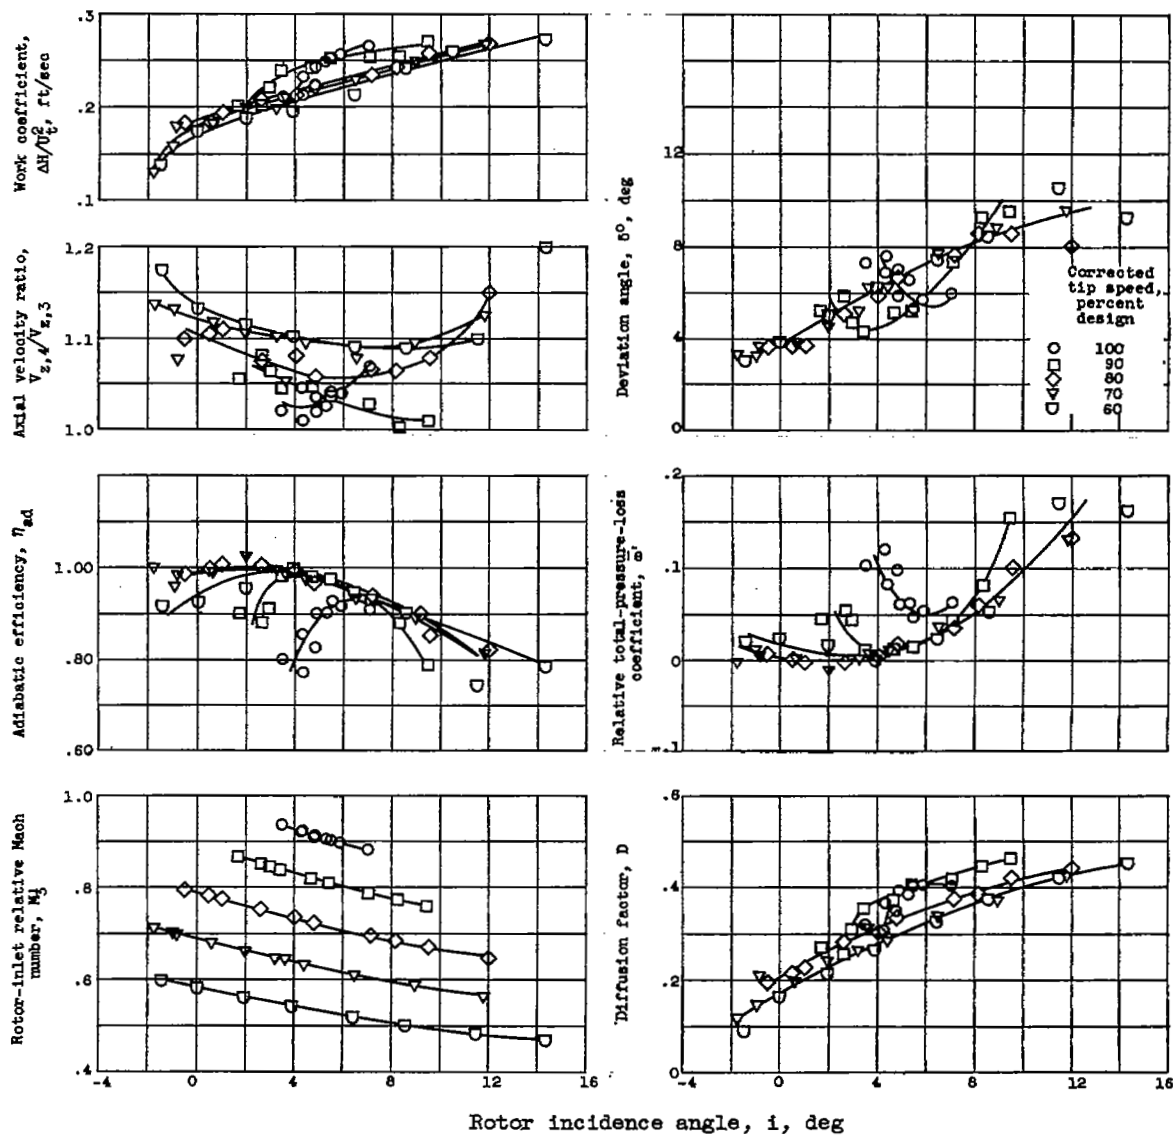 Work coefficient,
ΔH/U_t^2, ft/sec
.3
.2
.1
Axial velocity ratio,
V_z,4/V_z,3
1.2
1.1
1.0
Adiabatic efficiency, η_ad
1.00
.80
.60
Rotor-inlet relative Mach
number, M_3'
1.0
.8
.6
.4
-4 0 4 8 12 16
Deviation angle, δ°, deg
12
8
4
0
Corrected
tip speed,
percent
design
100
90
80
70
60
Relative total-pressure-loss
coefficient, ω̄'
.2
.1
0
-.1
Diffusion factor, D
.6
.4
.2
0
-4 0 4 8 12 16
Rotor incidence angle, i, deg